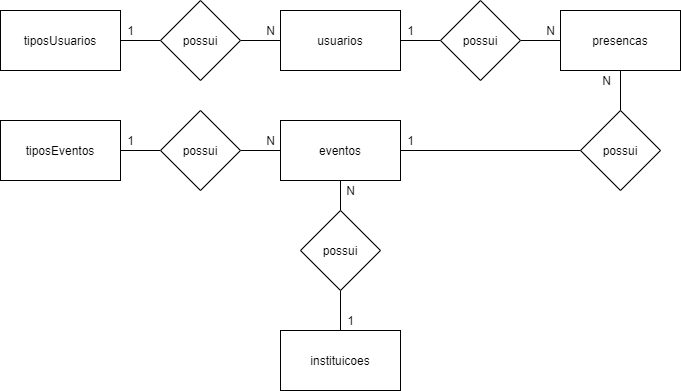 tiposUsuarios
1
possui
N
usuarios
1
possui
N
presencas
N
tiposEventos
1
possui
N
eventos
1
possui
N
possui
1
instituicoes